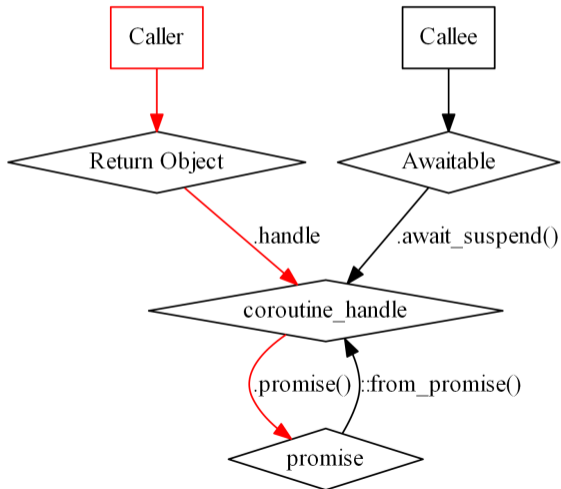 Caller
Callee
Return Object
Awaitable
.handle
.await_suspend()
coroutine_handle
.promise()
::from_promise()
promise